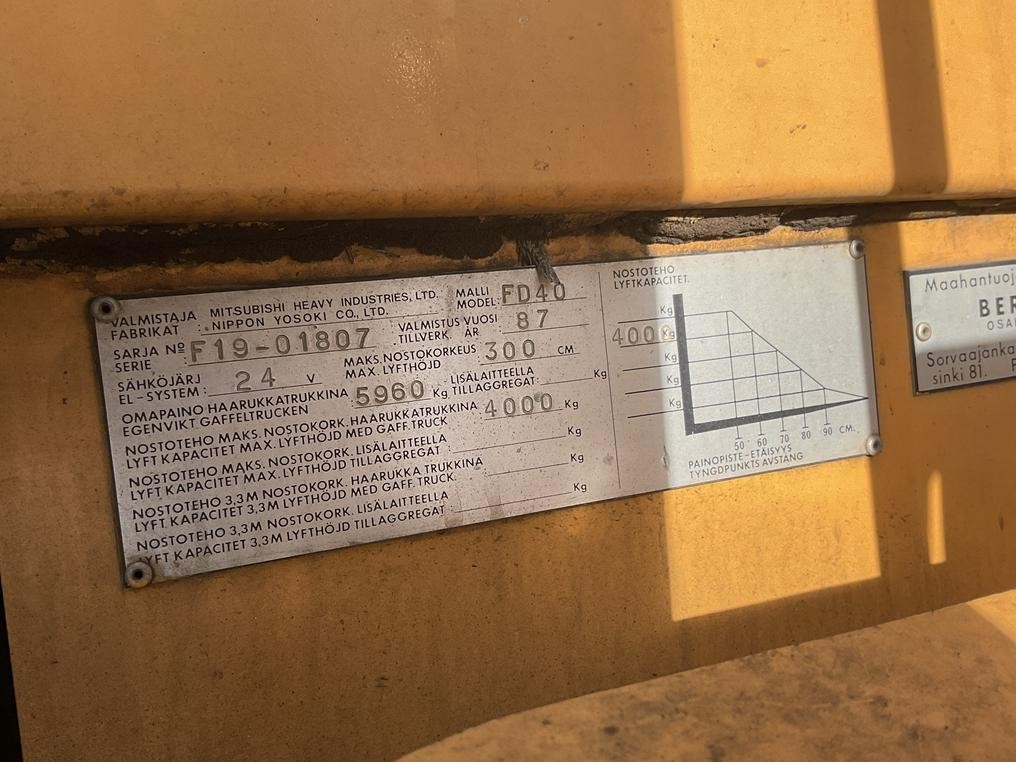 VALMISTAJA MITSUBISHI HEAVY INDUSTRIES, LTD.
FABRIKAT : NIPPON YOSOKI CO., LTD.
MALLI
MODEL: FD40
SARJA Nº
SERIE : F19-01807
VALMISTUS VUOSI
TILLVERK ÅR : 87
SÄHKÖJÄRJ
EL-SYSTEM : 24 V
MAKS. NOSTOKORKEUS
MAX. LYFTHÖJD : 300 CM
OMAPAINO HAARUKKATRUKKINA
EGENVIKT GAFFELTRUCKEN : 5960 Kg
LISÄLAITTEELLA
TILLAGGREGAT: Kg
NOSTOTEHO MAKS. NOSTOKORK. HAARUKKATRUKKINA
LYFT KAPACITET MAX. LYFTHÖJD MED GAFF.TRUCK : 4000 Kg
NOSTOTEHO MAKS. NOSTOKORK. LISÄLAITTEELLA
LYFT KAPACITET MAX. LYFTHÖJD TILLAGGREGAT : Kg
NOSTOTEHO 3,3M NOSTOKORK. HAARUKKA TRUKKINA
LYFT. KAPACITET 3,3M LYFTHÖJD MED GAFF. TRUCK. : Kg
NOSTOTEHO 3,3M NOSTOKORK. LISÄLAITTEELLA
LYFT KAPACITET 3,3M LYFTHÖJD TILLAGGREGAT : Kg
NOSTOTEHO
LYFTKAPACITET.
Kg
4000 Kg
Kg
Kg
Kg
50 60 70 80 90 CM.
PAINOPISTE-ETÄISYYS
TYNGDPUNKTS AVSTÅND
Maahantuoj
BER
OSA
Sorvaajanka
sinki 81.